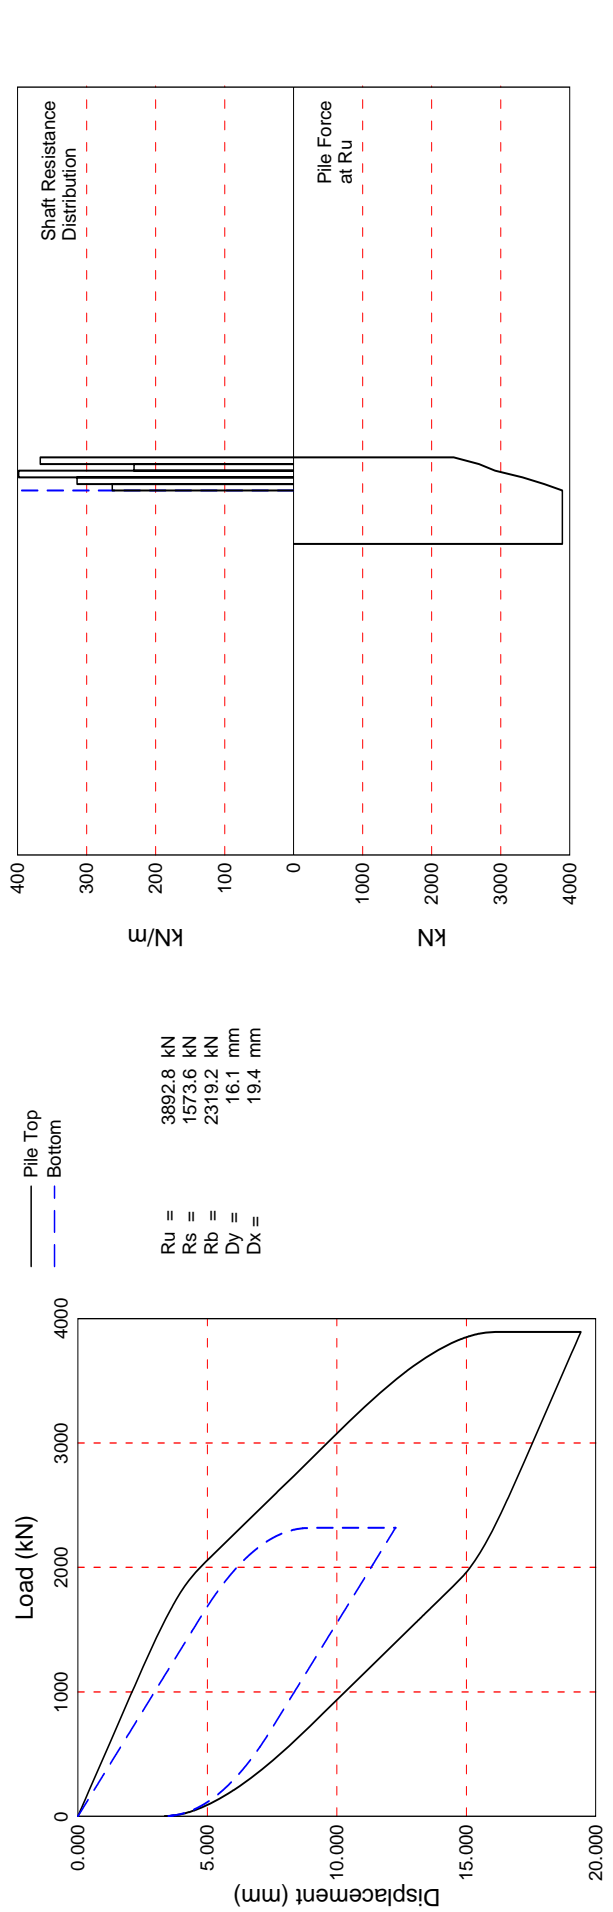 Load (kN)
0
1000
2000
3000
4000
0.000
5.000
10.000
15.000
20.000
Displacement (mm)
Pile Top
Bottom
Ru = 3892.8 kN
Rs = 1573.6 kN
Rb = 2319.2 kN
Dy = 16.1 mm
Dx = 19.4 mm
400
300
200
100
0
1000
2000
3000
4000
kN/m
kN
Shaft Resistance
Distribution
Pile Force
at Ru